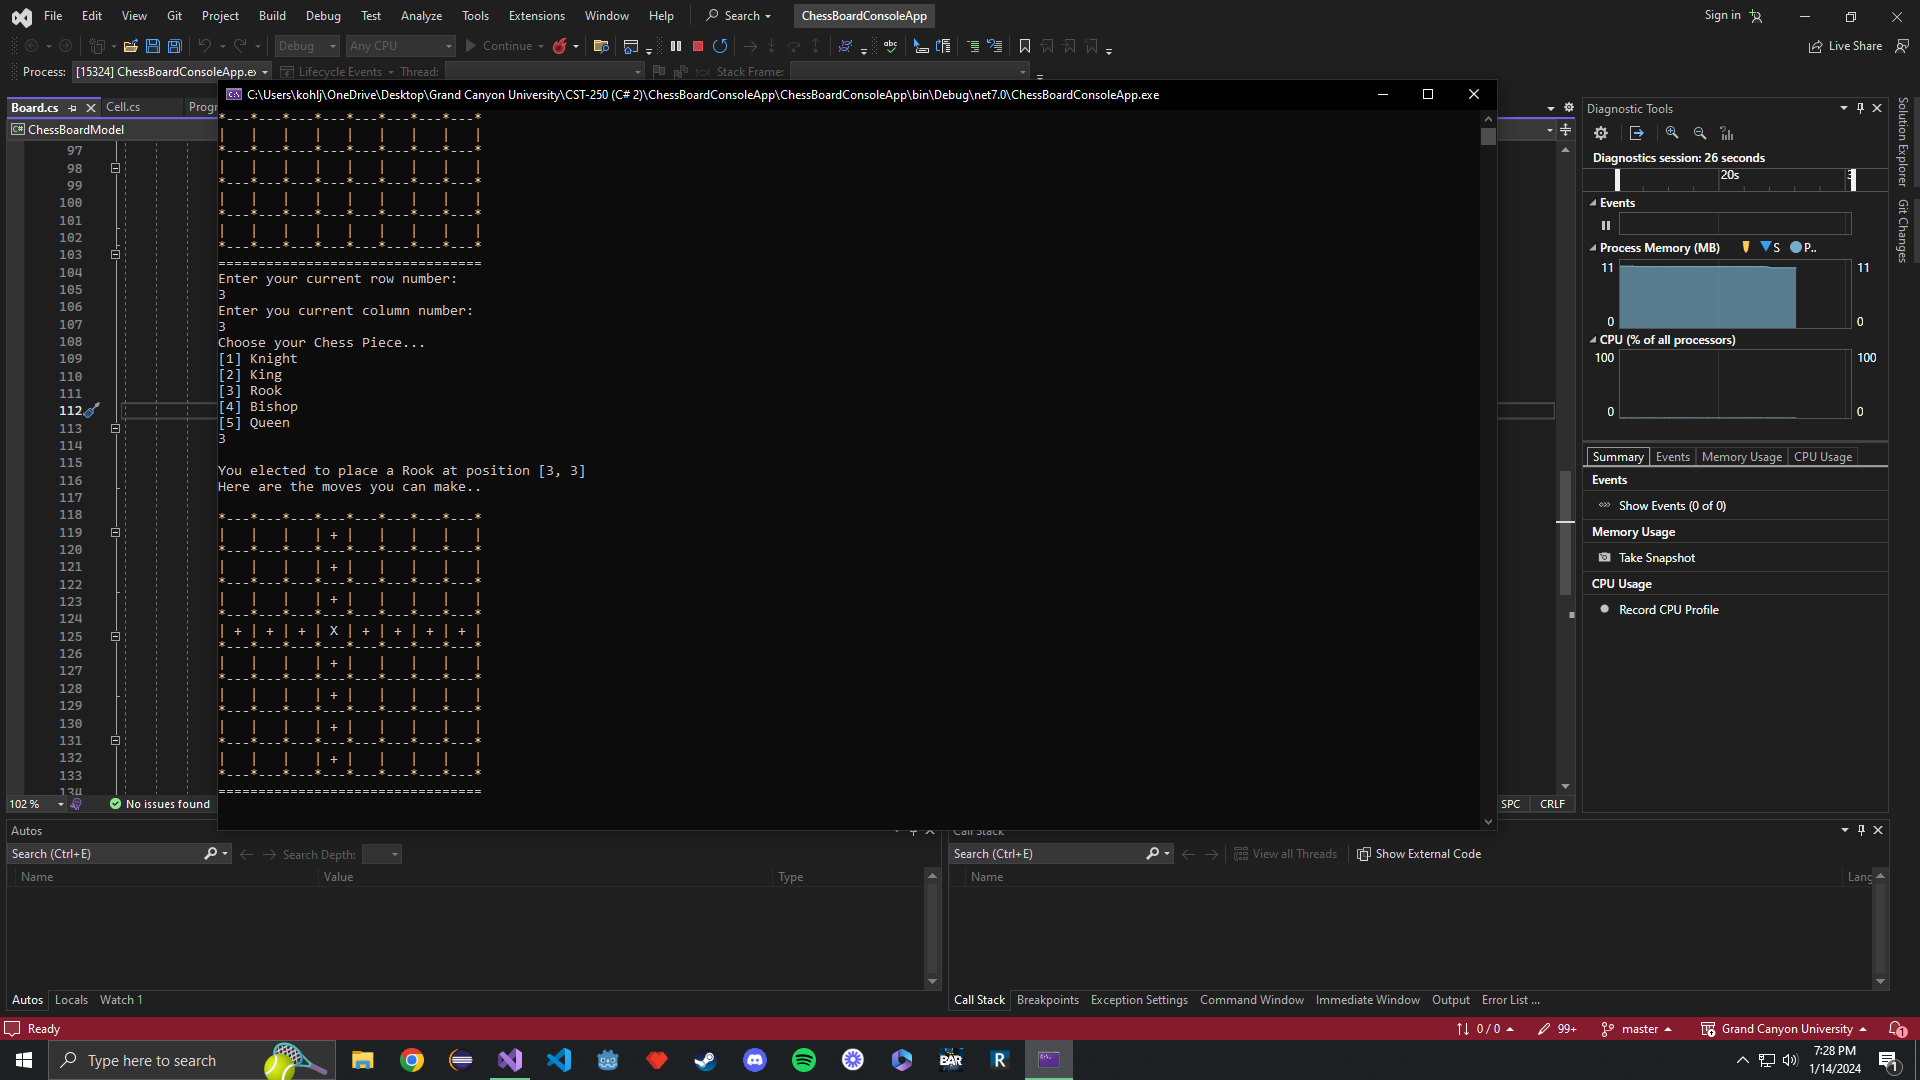 File Edit View Git Project Build Debug Test Analyze Tools Extensions Window Help Search ChessBoardConsoleApp Sign in
Debug Any CPU Continue Live Share
Process: [15324] ChessBoardConsoleApp.ex Lifecycle Events Thread: Stack Frame:
Board.cs Cell.cs Progr
C:\Users\kohlj\OneDrive\Desktop\Grand Canyon University\CST-250 (C# 2)\ChessBoardConsoleApp\ChessBoardConsoleApp\bin\Debug\net7.0\ChessBoardConsoleApp.exe
ChessBoardModel
97
98
99
100
101
102
103
104
105
106
107
108
109
110
111
112
113
114
115
116
117
118
119
120
121
122
123
124
125
126
127
128
129
130
131
132
133
134
*---*---*---*---*---*---*---*---*
|   |   |   |   |   |   |   |   |
*---*---*---*---*---*---*---*---*
|   |   |   |   |   |   |   |   |
*---*---*---*---*---*---*---*---*
|   |   |   |   |   |   |   |   |
*---*---*---*---*---*---*---*---*
|   |   |   |   |   |   |   |   |
*---*---*---*---*---*---*---*---*
=================================
Enter your current row number:
3
Enter you current column number:
3
Choose your Chess Piece...
[1] Knight
[2] King
[3] Rook
[4] Bishop
[5] Queen
3
You elected to place a Rook at position [3, 3]
Here are the moves you can make..
*---*---*---*---*---*---*---*---*
|   |   |   | + |   |   |   |   |
*---*---*---*---*---*---*---*---*
|   |   |   | + |   |   |   |   |
*---*---*---*---*---*---*---*---*
|   |   |   | + |   |   |   |   |
*---*---*---*---*---*---*---*---*
| + | + | + | X | + | + | + | + |
*---*---*---*---*---*---*---*---*
|   |   |   | + |   |   |   |   |
*---*---*---*---*---*---*---*---*
|   |   |   | + |   |   |   |   |
*---*---*---*---*---*---*---*---*
|   |   |   | + |   |   |   |   |
*---*---*---*---*---*---*---*---*
|   |   |   | + |   |   |   |   |
*---*---*---*---*---*---*---*---*
=================================
102 % No issues found SPC CRLF
Diagnostic Tools
Diagnostics session: 26 seconds
20s
Events
Process Memory (MB) S P..
11 11
0 0
CPU (% of all processors)
100 100
0 0
Summary Events Memory Usage CPU Usage
Events
Show Events (0 of 0)
Memory Usage
Take Snapshot
CPU Usage
Record CPU Profile
Solution Explorer
Git Changes
Autos
Search (Ctrl+E) Search Depth:
Name Value Type
Autos Locals Watch 1
Call Stack
Search (Ctrl+E) View all Threads Show External Code
Name Lang
Call Stack Breakpoints Exception Settings Command Window Immediate Window Output Error List ...
Ready 0 / 0 99+ master Grand Canyon University 1
Type here to search BAR R 7:28 PM
1/14/2024 1